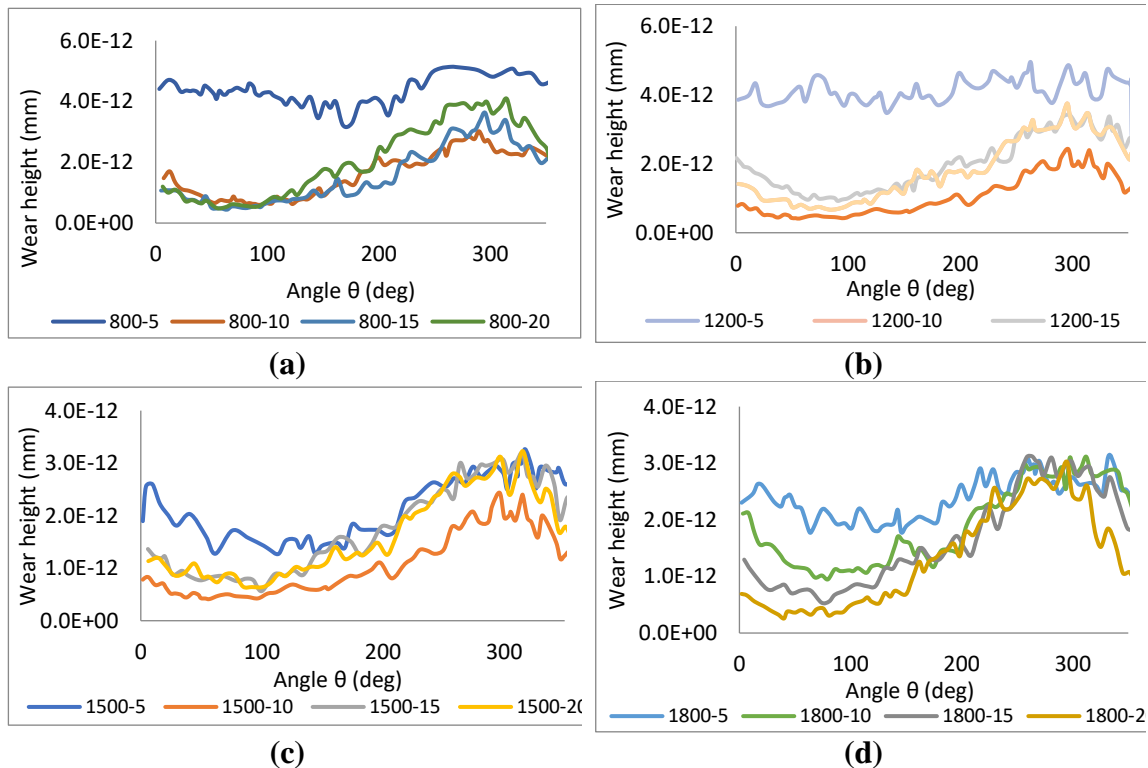 6.0E-12
4.0E-12
2.0E-12
0.0E+00
Wear height (mm)
0 100 200 300
Angle θ (deg)
800-5 800-10 800-15 800-20
(a)
6.0E-12
4.0E-12
2.0E-12
0.0E+00
Wear height (mm)
0 100 200 300
Angle θ (deg)
1200-5 1200-10 1200-15
(b)
4.0E-12
3.0E-12
2.0E-12
1.0E-12
0.0E+00
Wear height (mm)
0 100 200 300
Angle θ (deg)
1500-5 1500-10 1500-15 1500-20
(c)
4.0E-12
3.0E-12
2.0E-12
1.0E-12
0.0E+00
Wear height (mm)
0 100 200 300
Angle θ (deg)
1800-5 1800-10 1800-15 1800-2
(d)